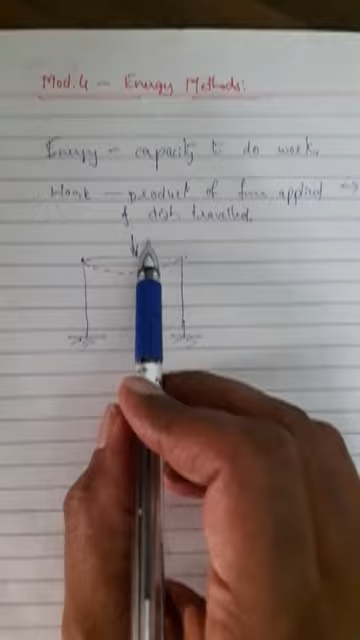 Mod.4 - Energy Methods:
Energy - capacity to do work.
Work - product of force applied ⇒
& dist. travelled.